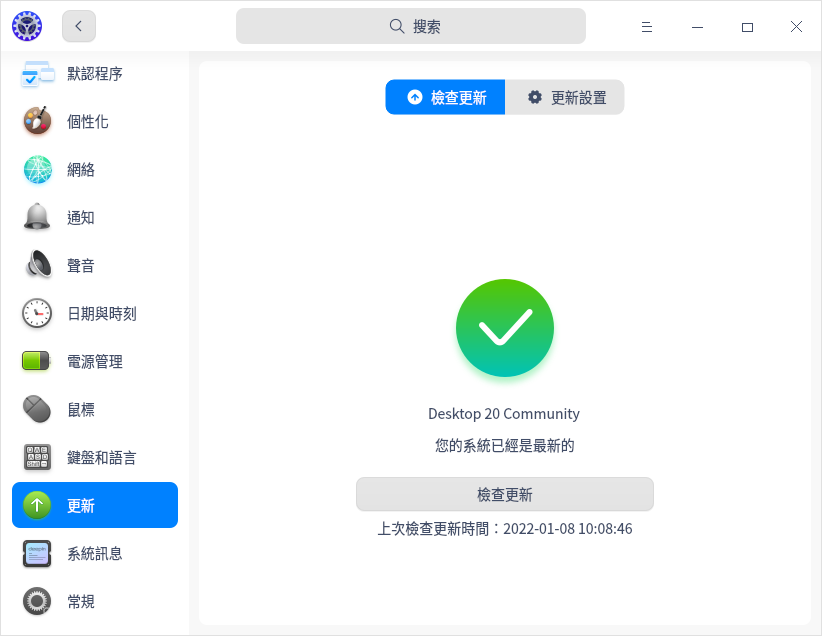 搜索
默認程序
個性化
網絡
通知
聲音
日期與時刻
電源管理
鼠標
鍵盤和語言
更新
系統訊息
常規
檢查更新
更新設置
Desktop 20 Community
您的系統已經是最新的
檢查更新
上次檢查更新時間：2022-01-08 10:08:46